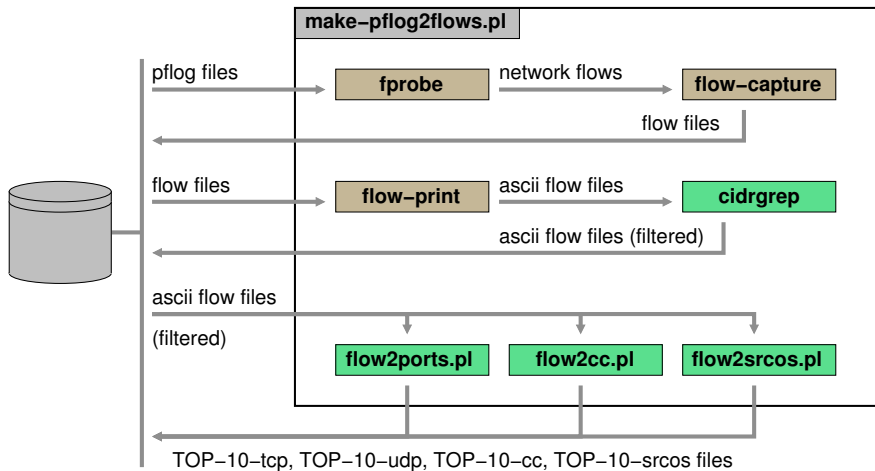 make−pflog2flows.pl
pflog files
fprobe
network flows
flow−capture
flow files
flow files
flow−print
ascii flow files
cidrgrep
ascii flow files (filtered)
ascii flow files
(filtered)
flow2ports.pl
flow2cc.pl
flow2srcos.pl
TOP−10−tcp, TOP−10−udp, TOP−10−cc, TOP−10−srcos files